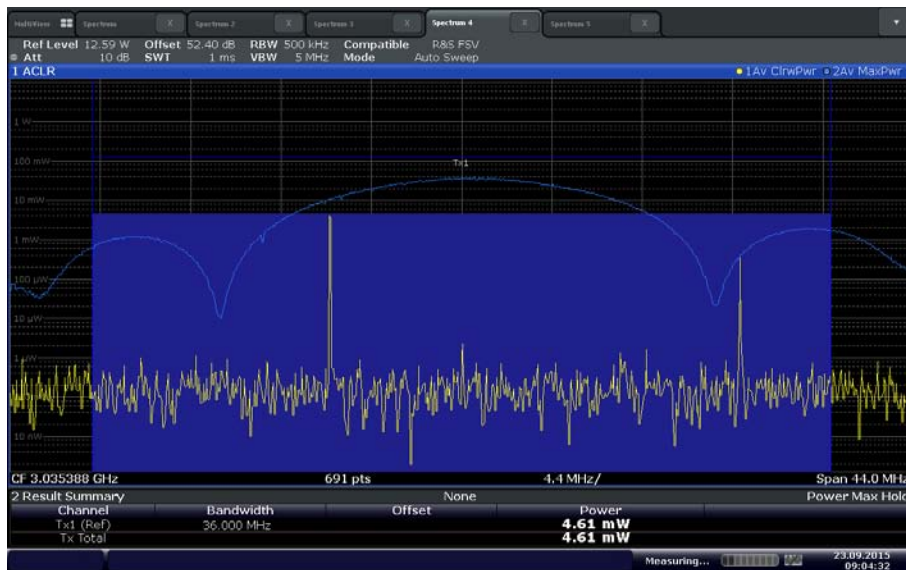 MultiView Spectrum X Spectrum 2 X Spectrum 3 X Spectrum 4 X Spectrum 5 X
Ref Level 12.59 W Offset 52.40 dB RBW 500 kHz Compatible R&S FSV
Att 10 dB SWT 1 ms VBW 5 MHz Mode Auto Sweep
1 ACLR 1Av ClrwPwr 2Av MaxPwr
1 W
100 mW
Tx1
10 mW
1 mW
100 µW
10 µW
1 µW
10 nW
CF 3.035388 GHz 691 pts 4.4 MHz/ Span 44.0 MHz
2 Result Summary None Power Max Hold
Channel Bandwidth Offset Power
Tx1 (Ref) 36.000 MHz 4.61 mW
Tx Total 4.61 mW
Measuring... 23.09.2015
09:04:32